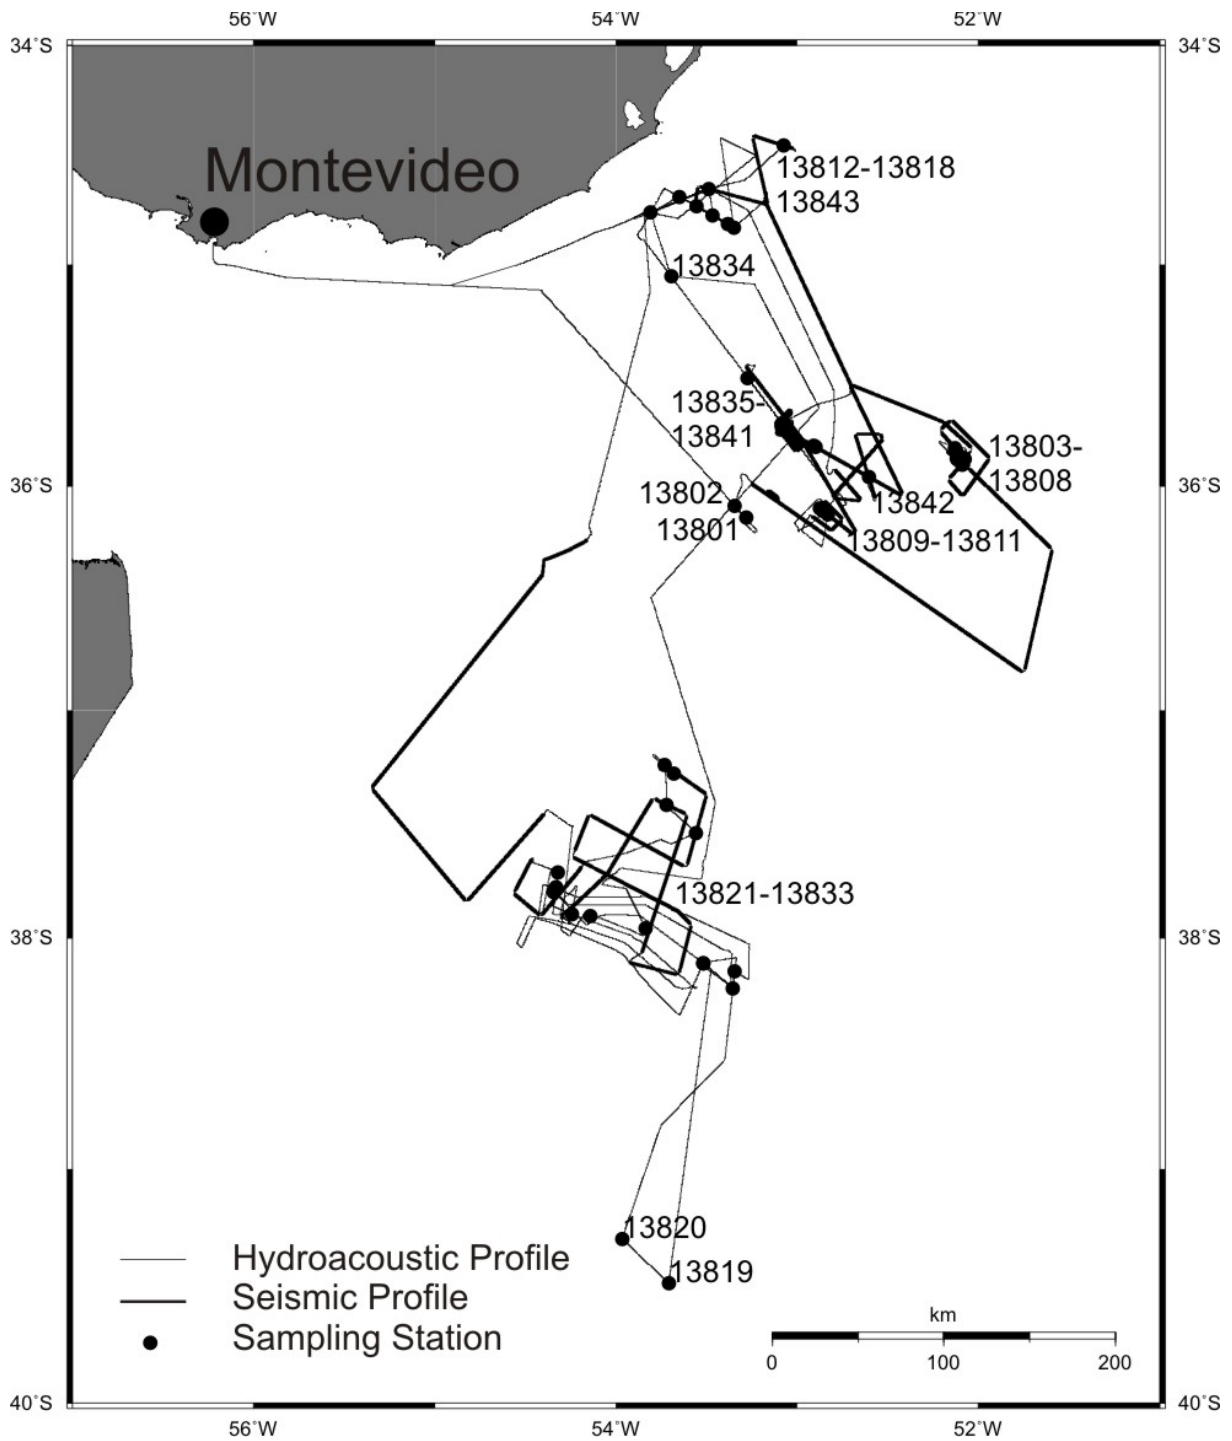 56°W 54°W 52°W
34°S 34°S
Montevideo
13812-13818
13843
13834
13835-
13841
13803-
13808
36°S 36°S
13802
13842
13801
13809-13811
13821-13833
38°S 38°S
13820
13819
Hydroacoustic Profile
Seismic Profile
Sampling Station
km
0 100 200
40°S 40°S
56°W 54°W 52°W